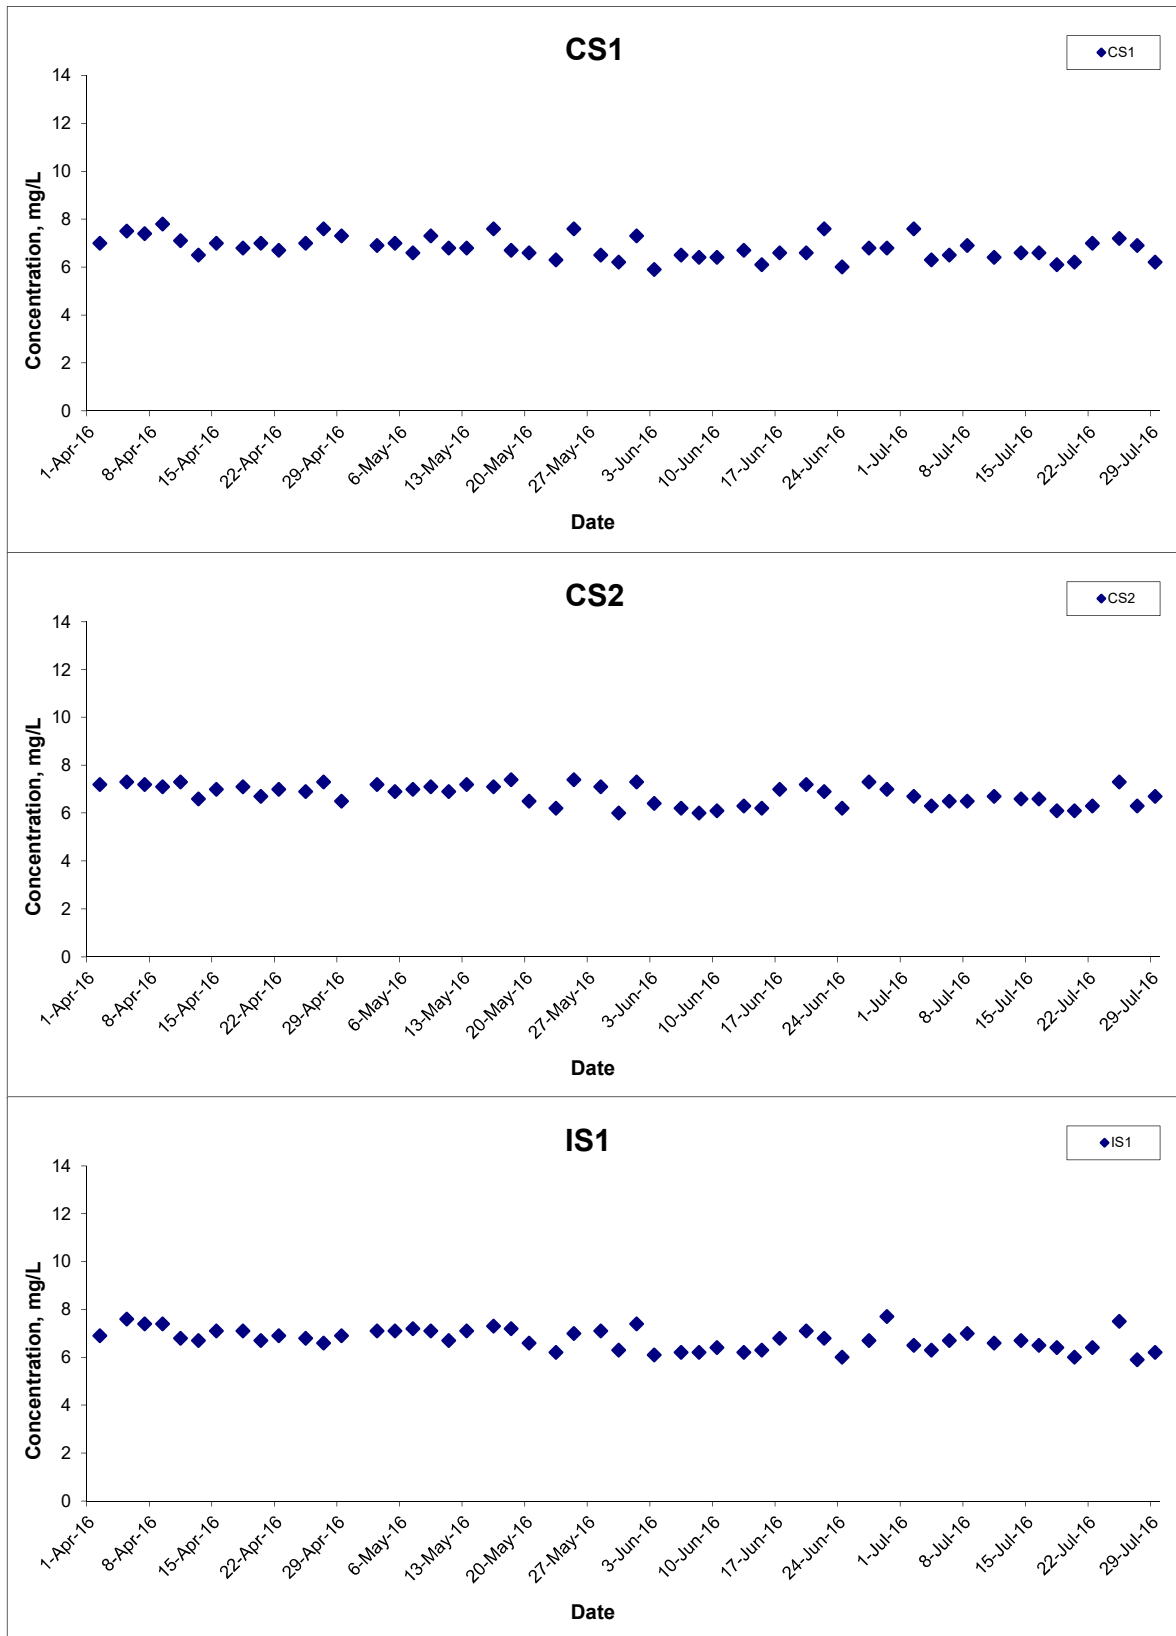 CS1
CS1
14
12
10
8
6
4
2
0
Concentration, mg/L
1-Apr-16
8-Apr-16
15-Apr-16
22-Apr-16
29-Apr-16
6-May-16
13-May-16
20-May-16
27-May-16
3-Jun-16
10-Jun-16
17-Jun-16
24-Jun-16
1-Jul-16
8-Jul-16
15-Jul-16
22-Jul-16
29-Jul-16
Date
CS2
CS2
14
12
10
8
6
4
2
0
Concentration, mg/L
1-Apr-16
8-Apr-16
15-Apr-16
22-Apr-16
29-Apr-16
6-May-16
13-May-16
20-May-16
27-May-16
3-Jun-16
10-Jun-16
17-Jun-16
24-Jun-16
1-Jul-16
8-Jul-16
15-Jul-16
22-Jul-16
29-Jul-16
Date
IS1
IS1
14
12
10
8
6
4
2
0
Concentration, mg/L
1-Apr-16
8-Apr-16
15-Apr-16
22-Apr-16
29-Apr-16
6-May-16
13-May-16
20-May-16
27-May-16
3-Jun-16
10-Jun-16
17-Jun-16
24-Jun-16
1-Jul-16
8-Jul-16
15-Jul-16
22-Jul-16
29-Jul-16
Date